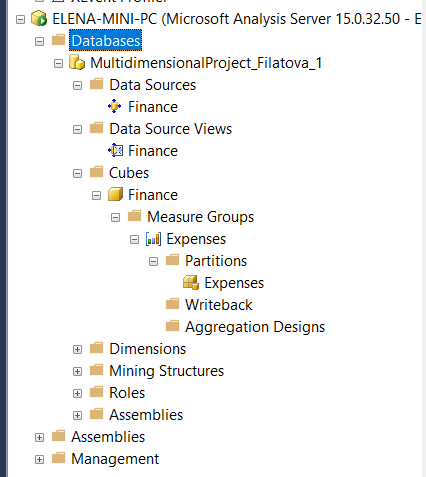 XEvent Profiler
ELENA-MINI-PC (Microsoft Analysis Server 15.0.32.50 - E
Databases
MultidimensionalProject_Filatova_1
Data Sources
Finance
Data Source Views
Finance
Cubes
Finance
Measure Groups
Expenses
Partitions
Expenses
Writeback
Aggregation Designs
Dimensions
Mining Structures
Roles
Assemblies
Assemblies
Management